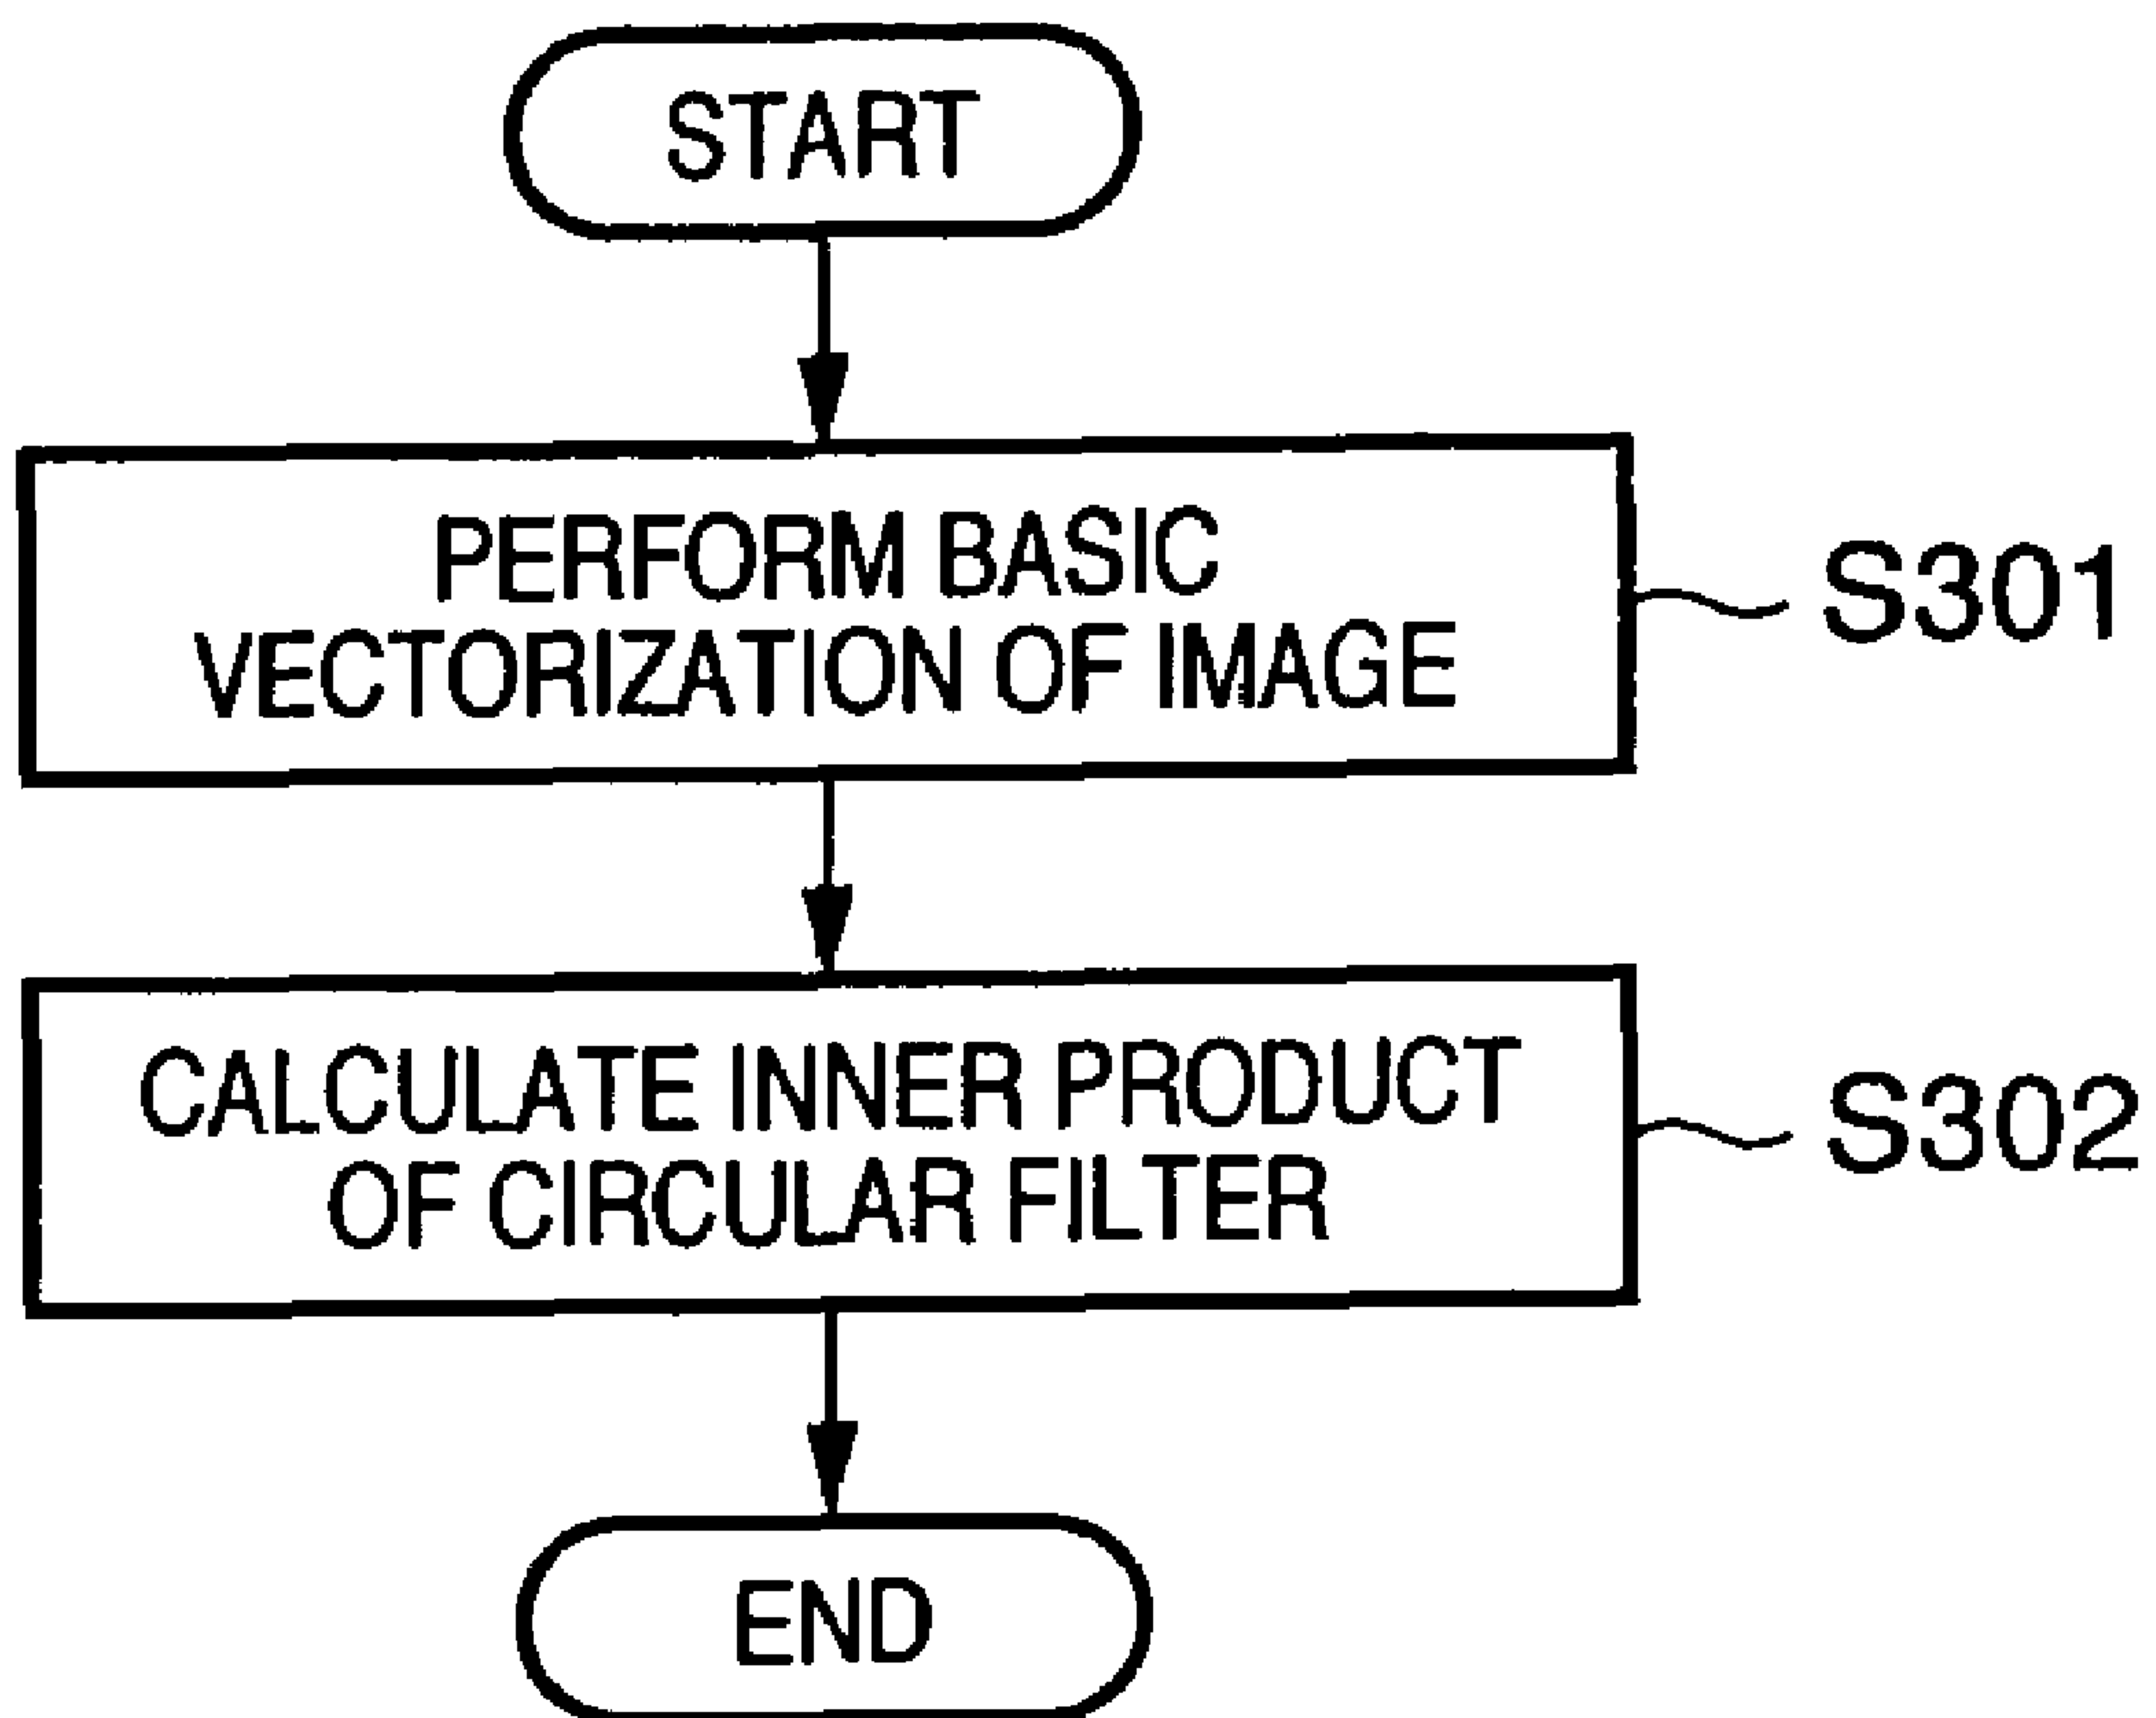 START
PERFORM BASIC
VECTORIZATION OF IMAGE
S301
CALCULATE INNER PRODUCT
OF CIRCULAR FILTER
S302
END